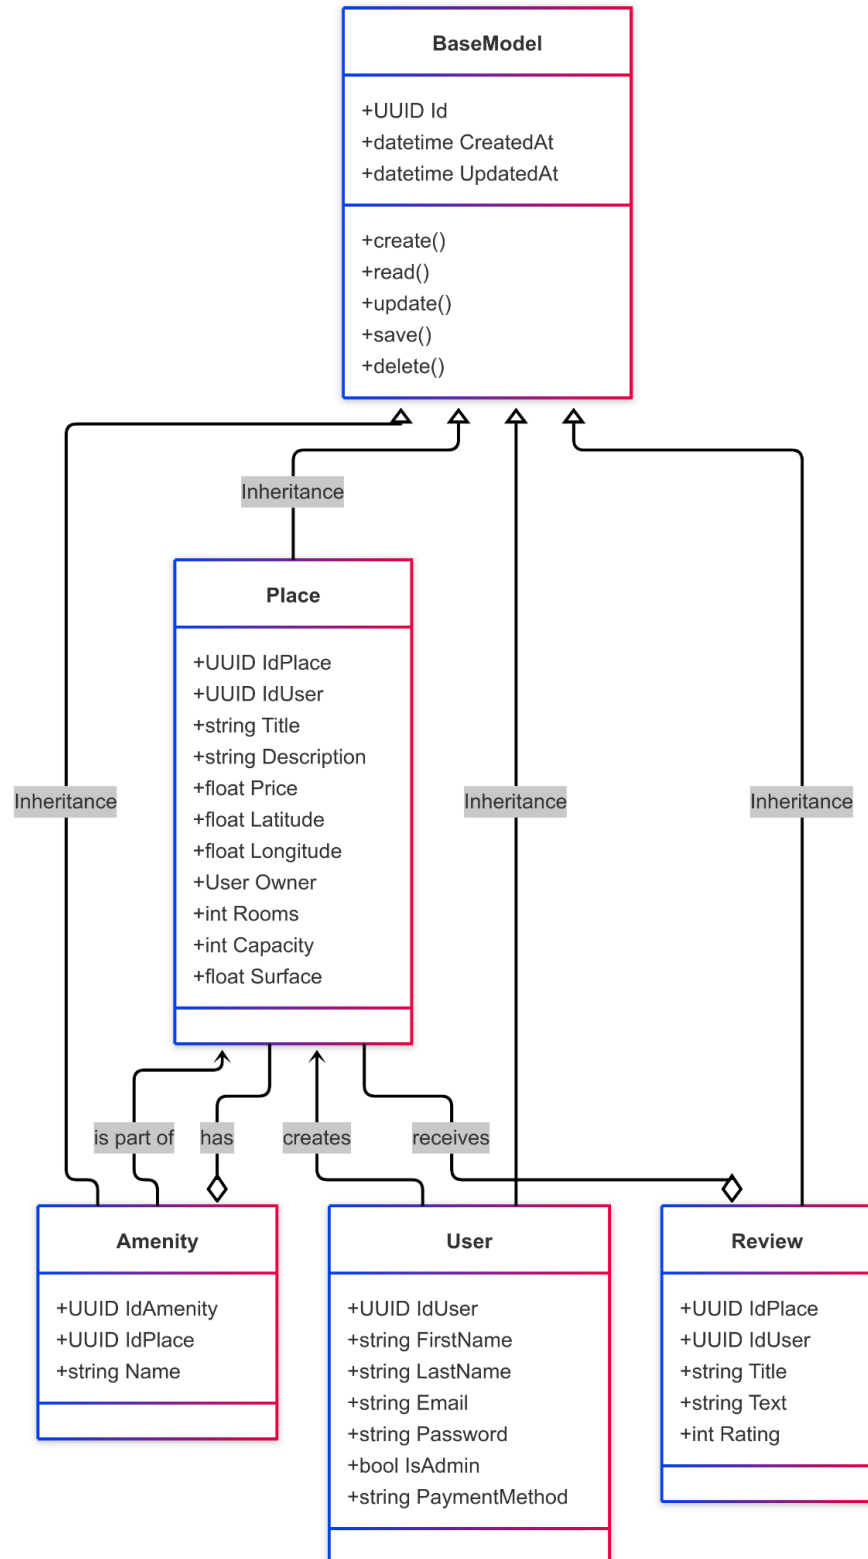 BaseModel
+UUID Id
+datetime CreatedAt
+datetime UpdatedAt
+create()
+read()
+update()
+save()
+delete()
Inheritance
Place
+UUID IdPlace
+UUID IdUser
+string Title
+string Description
+float Price
+float Latitude
+float Longitude
+User Owner
+int Rooms
+int Capacity
+float Surface
Inheritance
Inheritance
Inheritance
is part of
has
creates
receives
Amenity
+UUID IdAmenity
+UUID IdPlace
+string Name
User
+UUID IdUser
+string FirstName
+string LastName
+string Email
+string Password
+bool IsAdmin
+string PaymentMethod
Review
+UUID IdPlace
+UUID IdUser
+string Title
+string Text
+int Rating